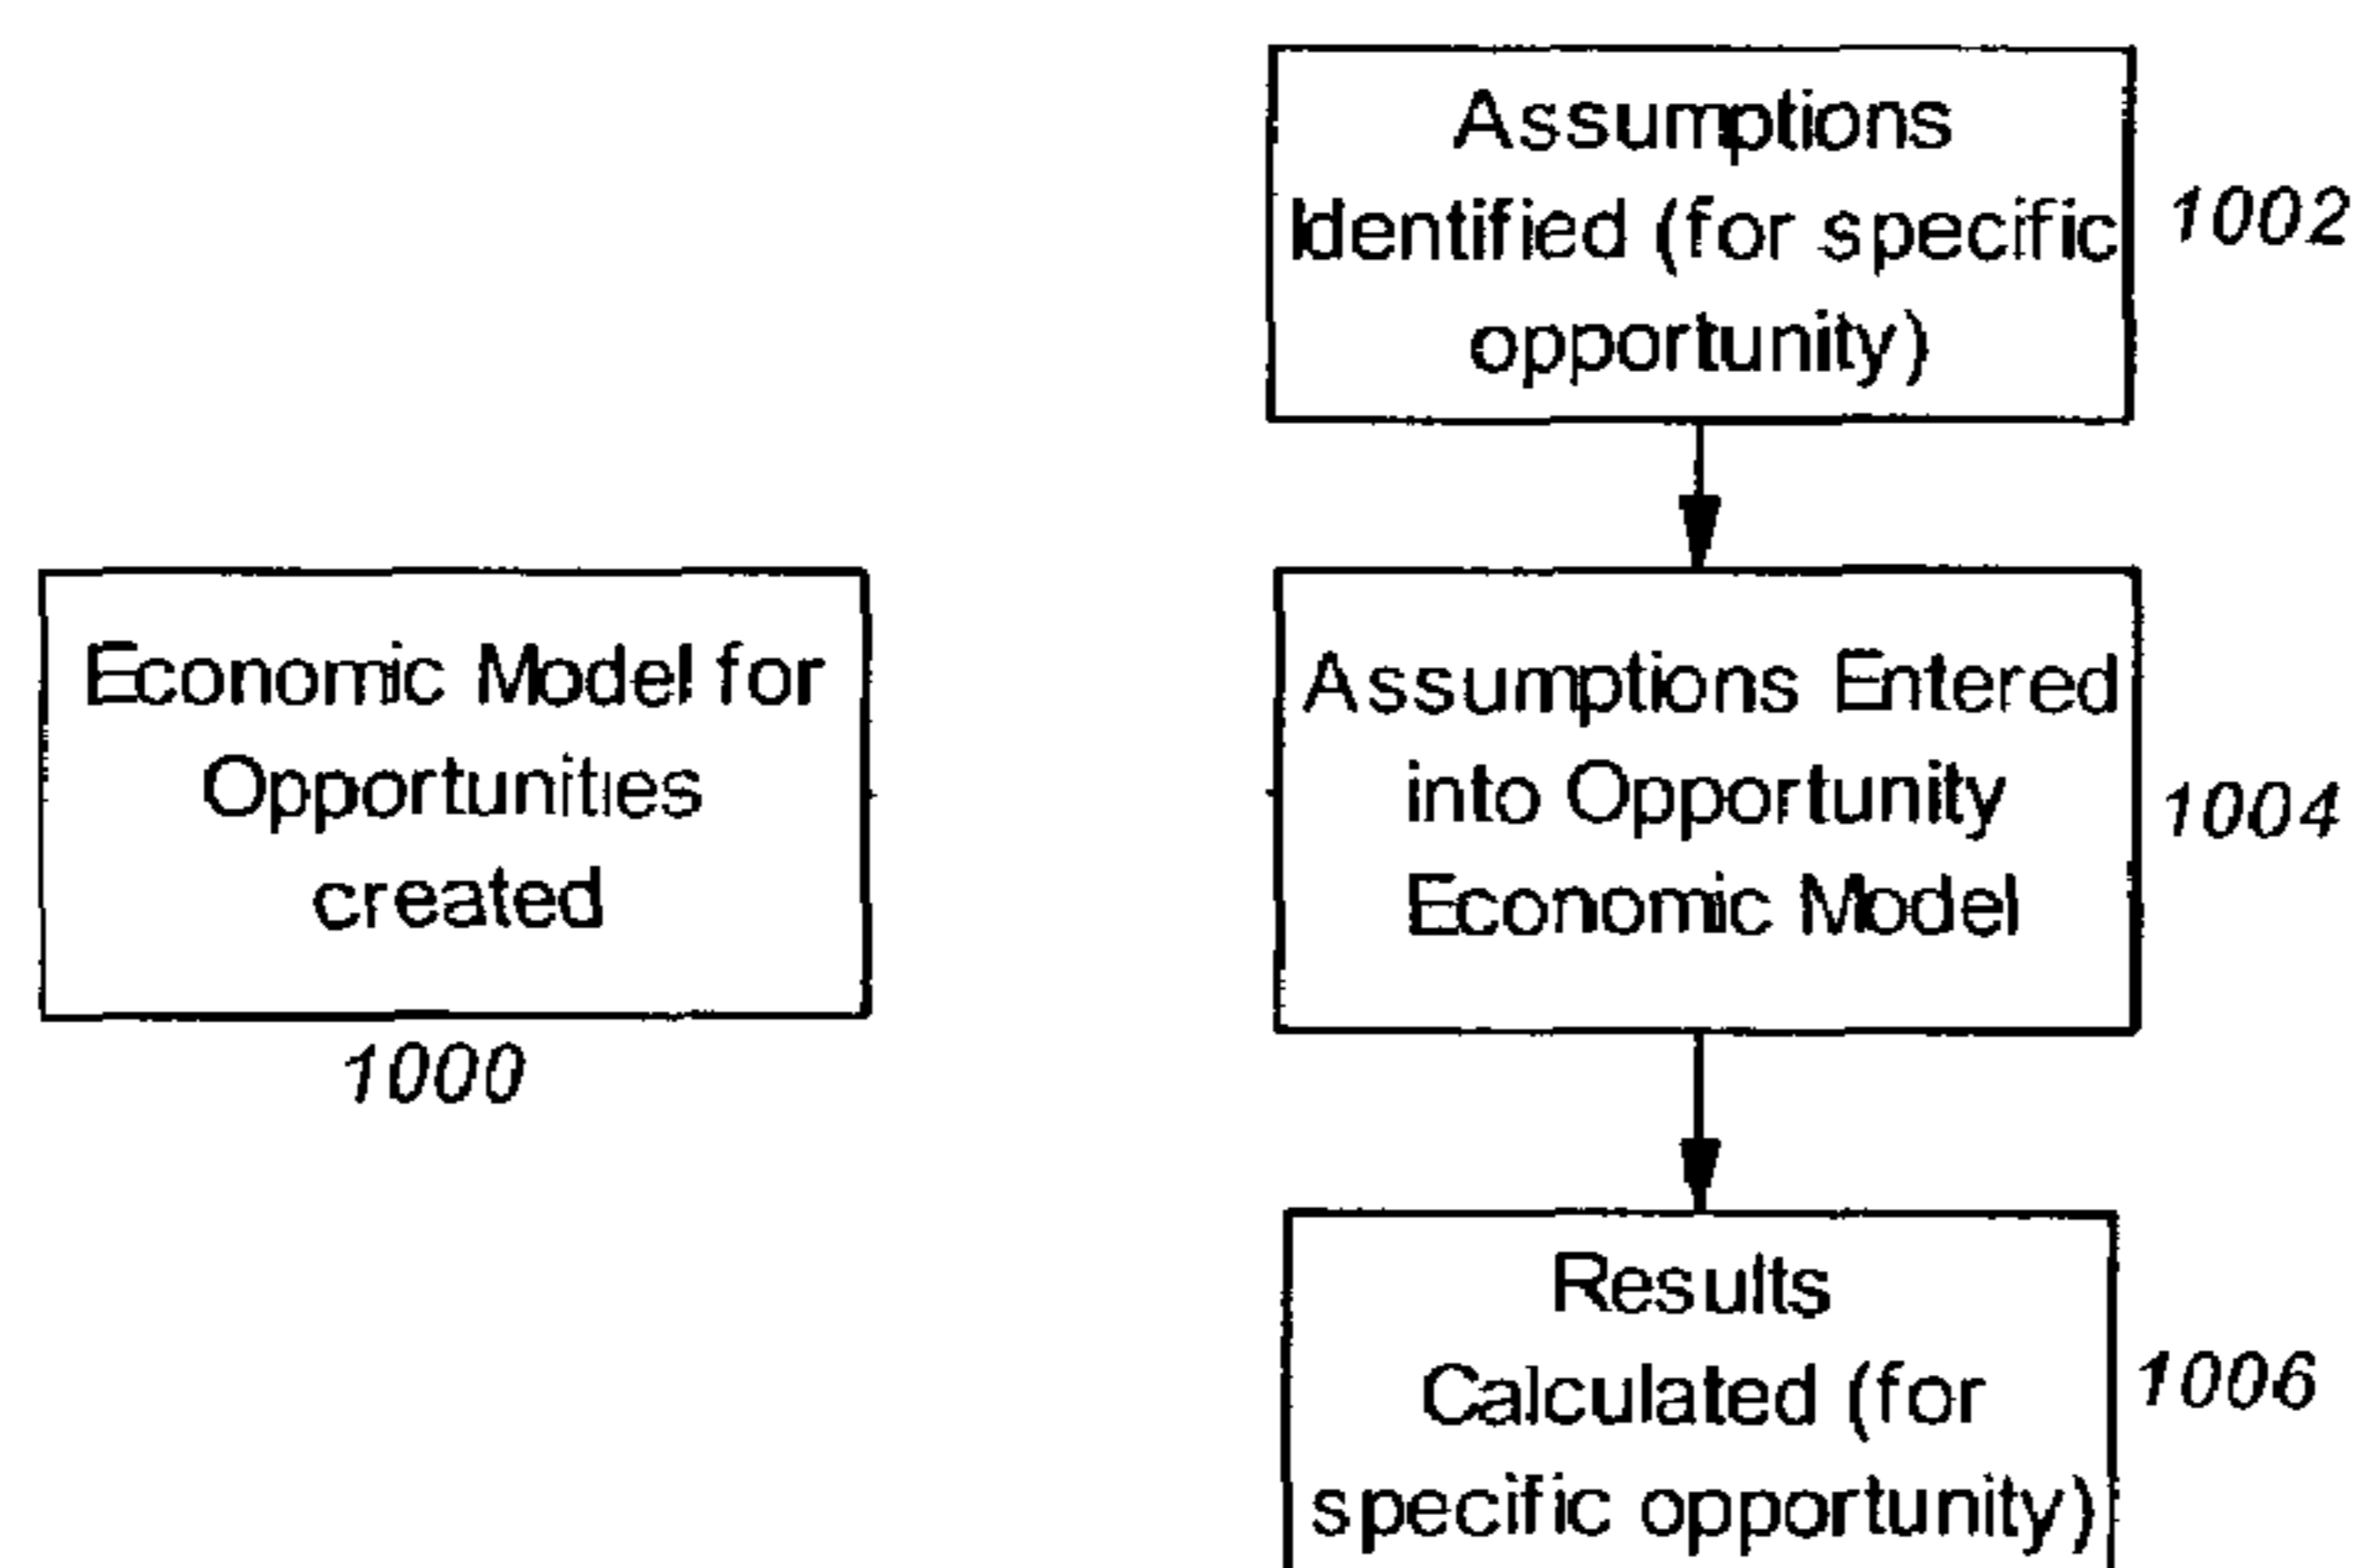 Assumptions
Identified (for specific
opportunity)
1002
Economic Model for
Opportunities
created
1000
Assumptions Entered
into Opportunity
Economic Model
1004
Results
Calculated (for
specific opportunity)
1006